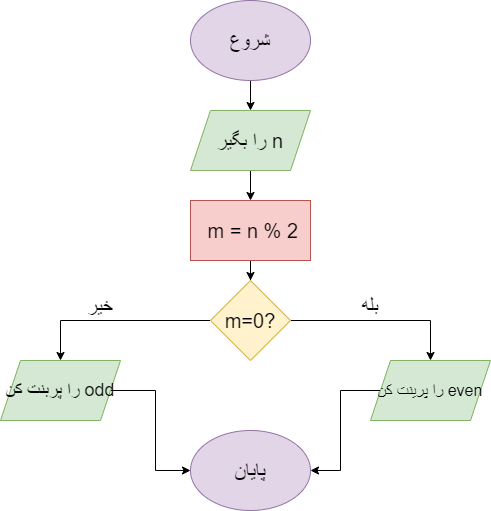 شروع
n را بگیر
m = n % 2
m=0?
بله
خیر
even را پرینت کن
odd را پرینت کن
پایان